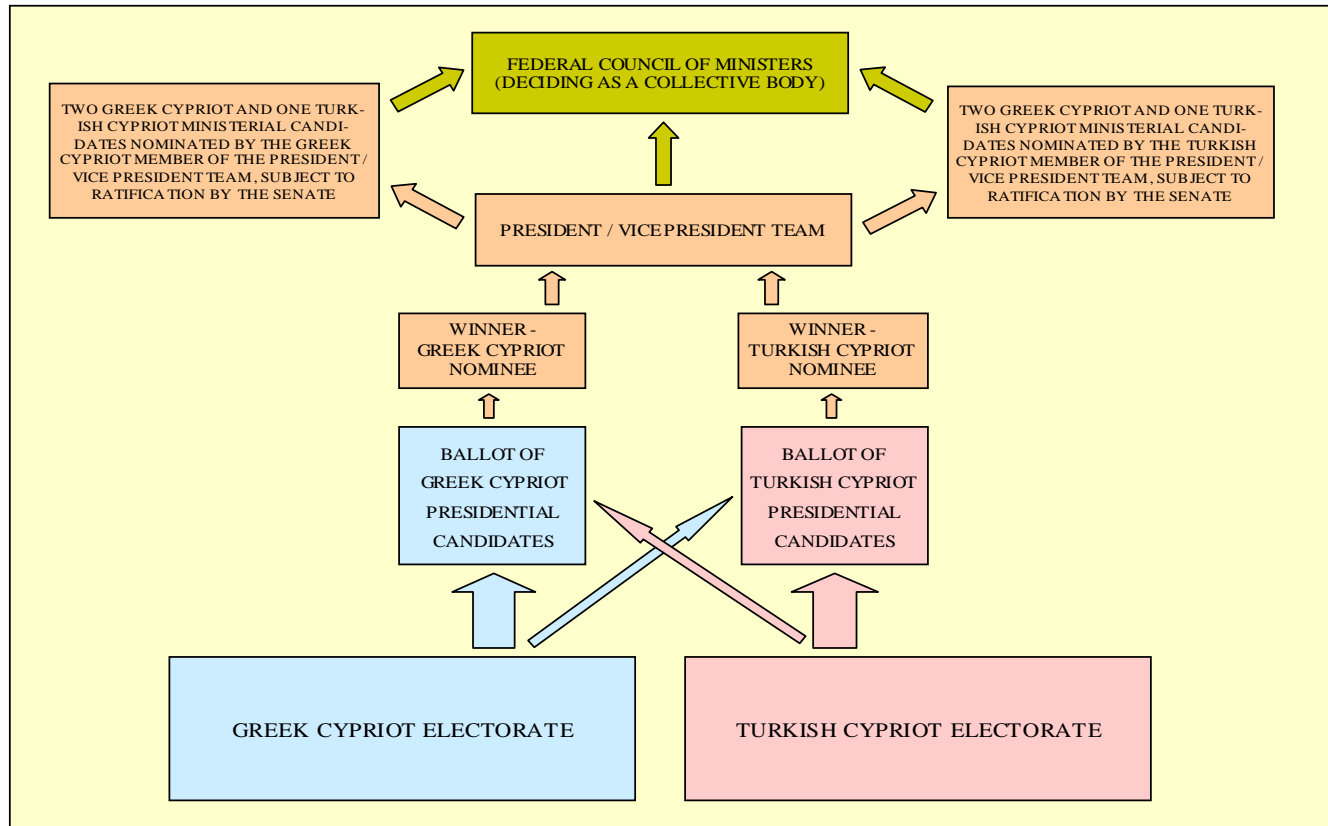 FEDERAL COUNCIL OF MINISTERS
(DECIDING AS A COLLECTIVE BODY)
TWO GREEK CYPRIOT AND ONE TURK-
ISH CYPRIOT MINISTERIAL CANDI-
DATES NOMINATED BY THE GREEK
CYPRIOT MEMBER OF THE PRESIDENT /
VICE PRESIDENT TEAM, SUBJECT TO
RATIFICATION BY THE SENATE
TWO GREEK CYPRIOT AND ONE TURK-
ISH CYPRIOT MINISTERIAL CANDI-
DATES NOMINATED BY THE TURKISH
CYPRIOT MEMBER OF THE PRESIDENT /
VICE PRESIDENT TEAM, SUBJECT TO
RATIFICATION BY THE SENATE
PRESIDENT / VICE PRESIDENT TEAM
WINNER -
GREEK CYPRIOT
NOMINEE
WINNER -
TURKISH CYPRIOT
NOMINEE
BALLOT OF
GREEK CYPRIOT
PRESIDENTIAL
CANDIDATES
BALLOT OF
TURKISH CYPRIOT
PRESIDENTIAL
CANDIDATES
GREEK CYPRIOT ELECTORATE
TURKISH CYPRIOT ELECTORATE